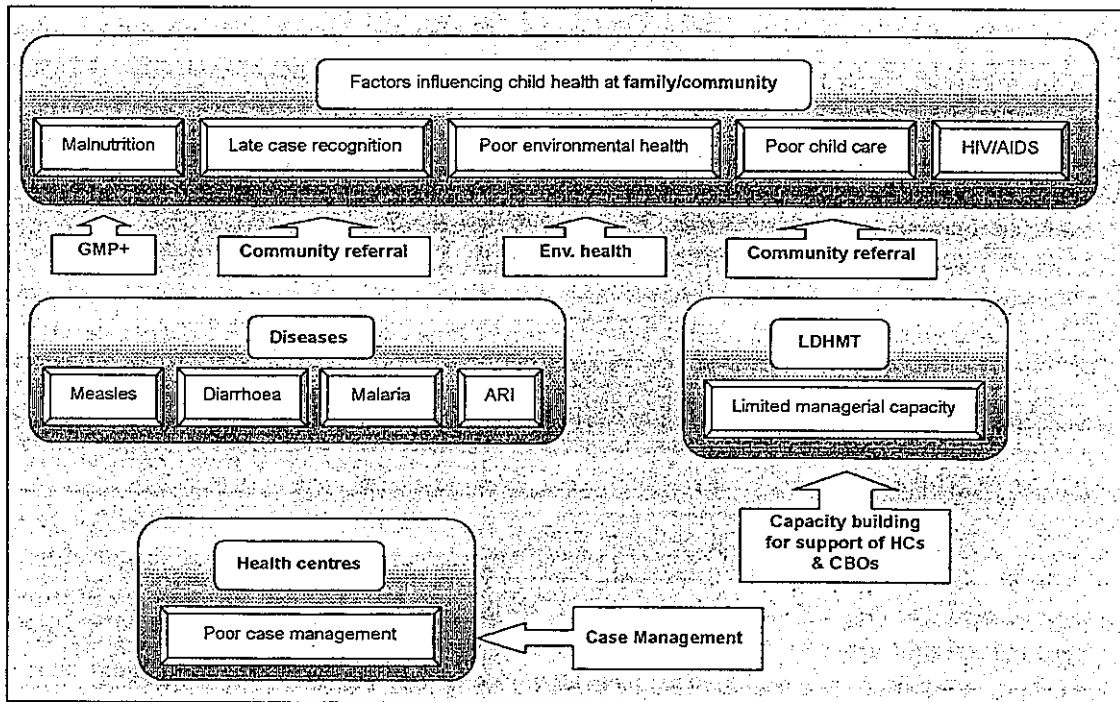 Factors influencing child health at family/community
Malnutrition
Late case recognition
Poor environmental health
Poor child care
HIV/AIDS
GMP+
Community referral
Env. health
Community referral
Diseases
Measles
Diarrhoea
Malaria
ARI
LDHMT
Limited managerial capacity
Capacity building
for support of HCs
& CBOs
Health centres
Poor case management
Case Management